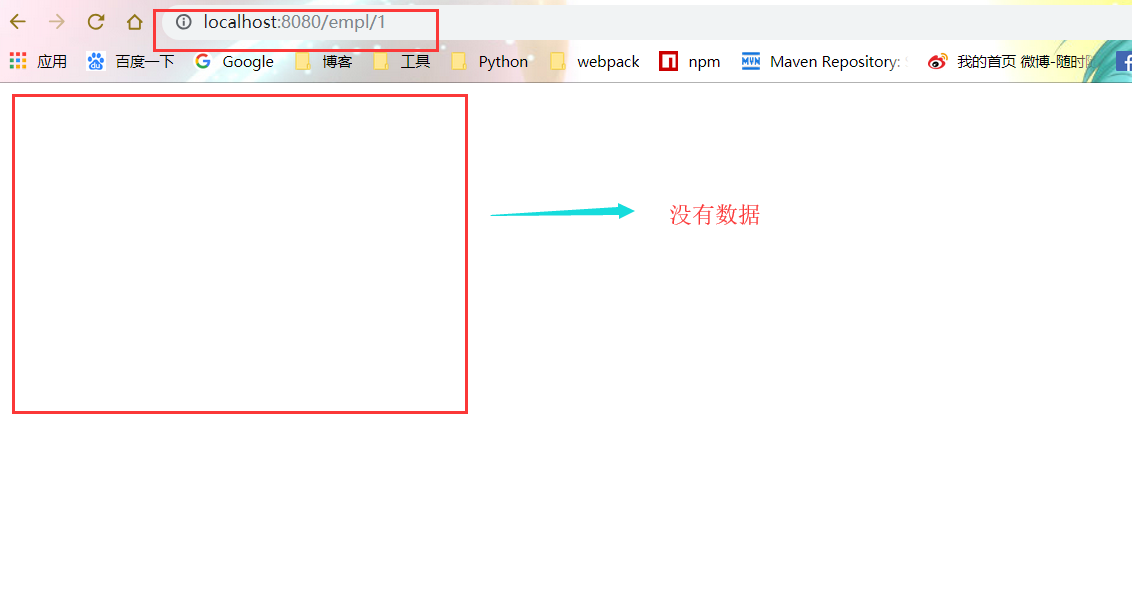 localhost:8080/empl/1
应用 百度一下 Google 博客 工具 Python webpack npm Maven Repository: 我的首页 微博-随时
没有数据